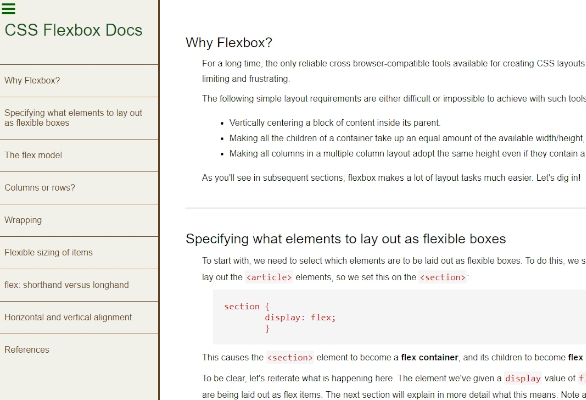 CSS Flexbox Docs
Why Flexbox?
Specifying what elements to lay out
as flexible boxes
The flex model
Columns or rows?
Wrapping
Flexible sizing of items
flex: shorthand versus longhand
Horizontal and vertical alignment
References
Why Flexbox?
For a long time, the only reliable cross browser-compatible tools available for creating CSS layouts
limiting and frustrating.
The following simple layout requirements are either difficult or impossible to achieve with such tools
Vertically centering a block of content inside its parent.
Making all the children of a container take up an equal amount of the available width/height,
Making all columns in a multiple column layout adopt the same height even if they contain a
As you'll see in subsequent sections, flexbox makes a lot of layout tasks much easier. Let's dig in!
Specifying what elements to lay out as flexible boxes
To start with, we need to select which elements are to be laid out as flexible boxes. To do this, we s
lay out the <article> elements, so we set this on the <section>:
section {
display: flex;
}
This causes the <section> element to become a flex container, and its children to become flex
To be clear, let's reiterate what is happening here. The element we've given a display value of f
are being laid out as flex items. The next section will explain in more detail what this means. Note a